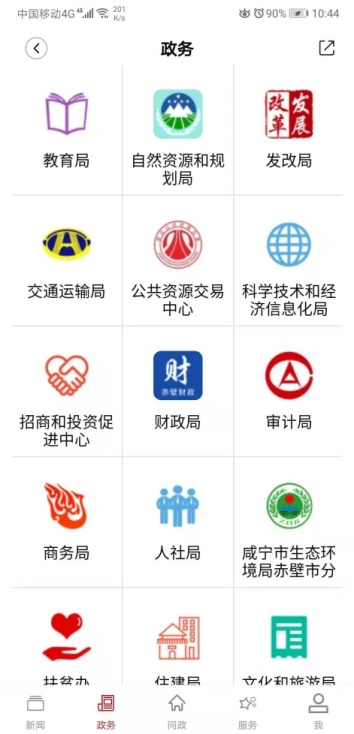 中国移动4G 46 201 K/s 90% 10:44
政务
教育局
自然资源和规
划局
改革 发展
发改局
交通运输局
公共资源交易
中心
科学技术和经
济信息化局
招商和投资促
进中心
财
赤壁财政
财政局
审计局
商务局
人社局
ZHB
咸宁市生态环
境局赤壁市分
扶贫办
住建局
文化和旅游局
新闻
政务
问政
服务
我